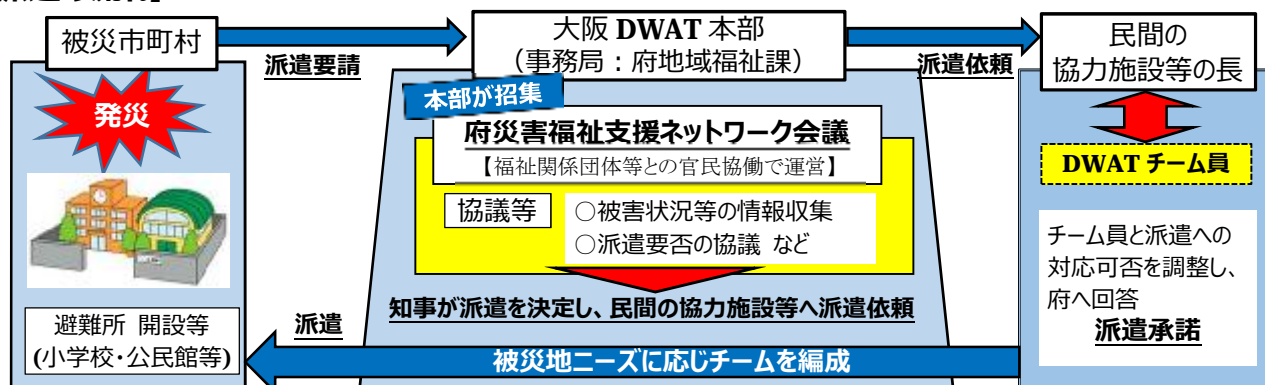 被災市町村
派遣要請
大阪 DWAT 本部
（事務局：府地域福祉課）
派遣依頼
民間の
協力施設等の長
発災
本部が招集
府災害福祉支援ネットワーク会議
【福祉関係団体等との官民協働で運営】
協議等
○被害状況等の情報収集
○派遣要否の協議 など
知事が派遣を決定し、民間の協力施設等へ派遣依頼
DWAT チーム員
チーム員と派遣への
対応可否を調整し、
府へ回答
派遣承諾
避難所 開設等
(小学校・公民館等)
派遣
被災地ニーズに応じチームを編成